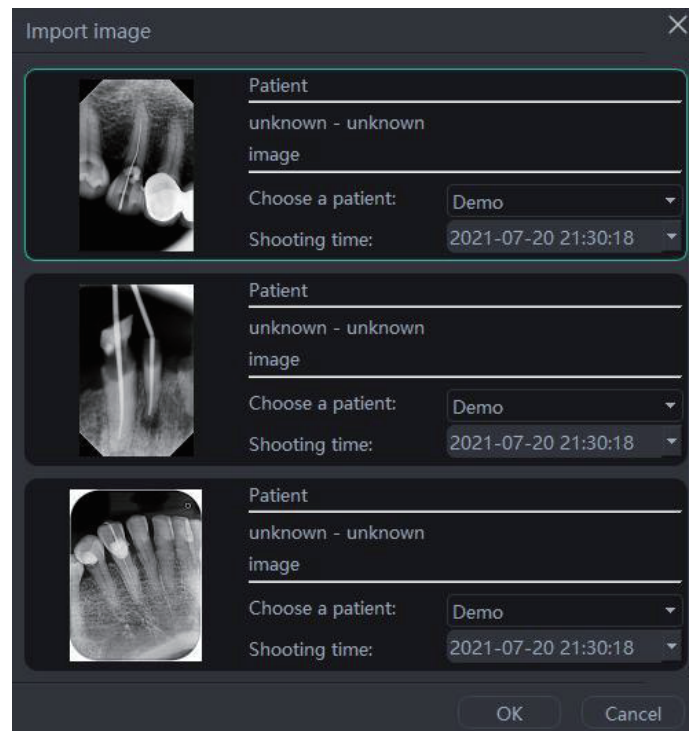 Import image
Patient
unknown - unknown
image
Choose a patient: Demo
Shooting time: 2021-07-20 21:30:18
Patient
unknown - unknown
image
Choose a patient: Demo
Shooting time: 2021-07-20 21:30:18
Patient
unknown - unknown
image
Choose a patient: Demo
Shooting time: 2021-07-20 21:30:18
OK Cancel